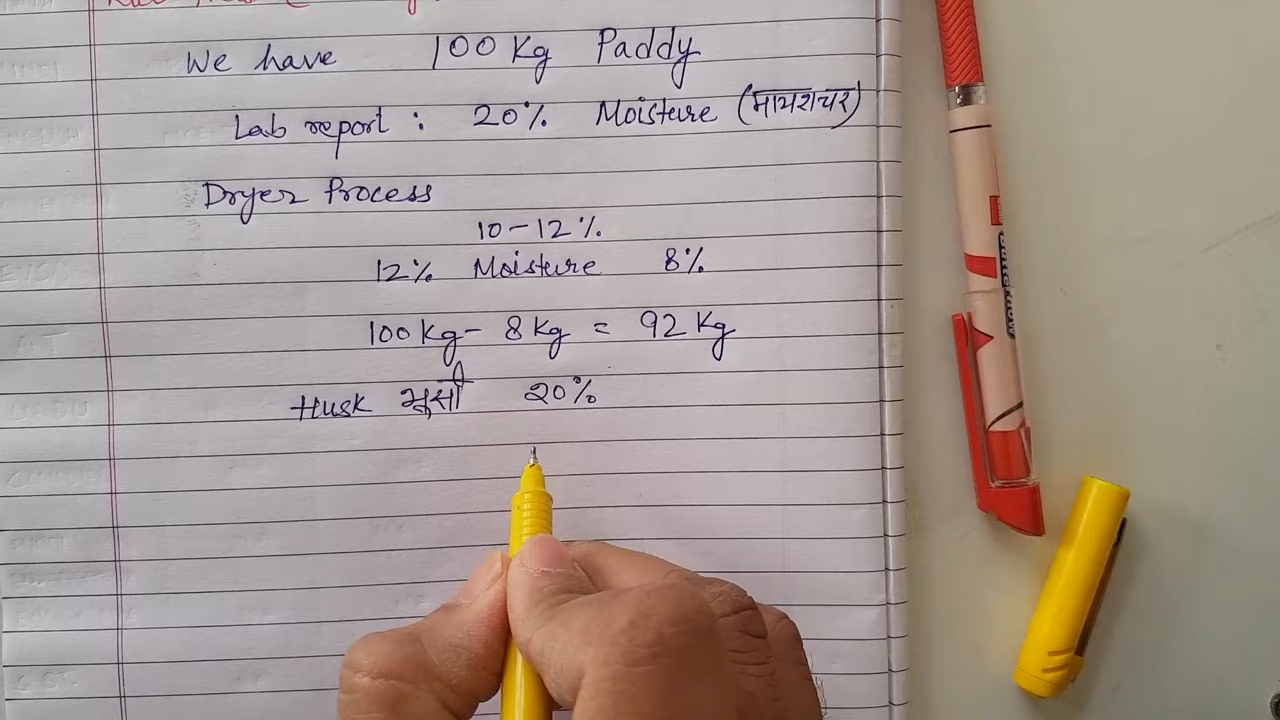 We have 100 Kg Paddy
Lab report : 20% Moisture (मायशचर)
Dryer Process
10-12%
12% Moisture 8%
100 Kg - 8 Kg = 92 Kg
Husk भूसी 20%